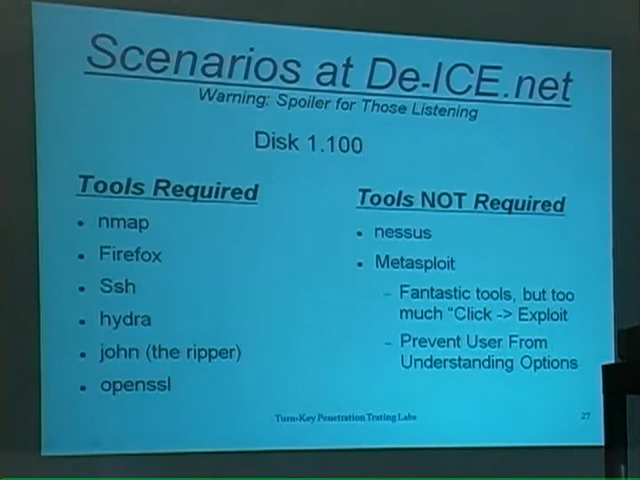 Scenarios at De-ICE.net
Warning: Spoiler for Those Listening
Disk 1.100
Tools Required
• nmap
• Firefox
• Ssh
• hydra
• john (the ripper)
• openssl
Tools NOT Required
• nessus
• Metasploit
– Fantastic tools, but too
much "Click -> Exploit
– Prevent User From
Understanding Options
Turn-Key Penetration Testing Labs
27